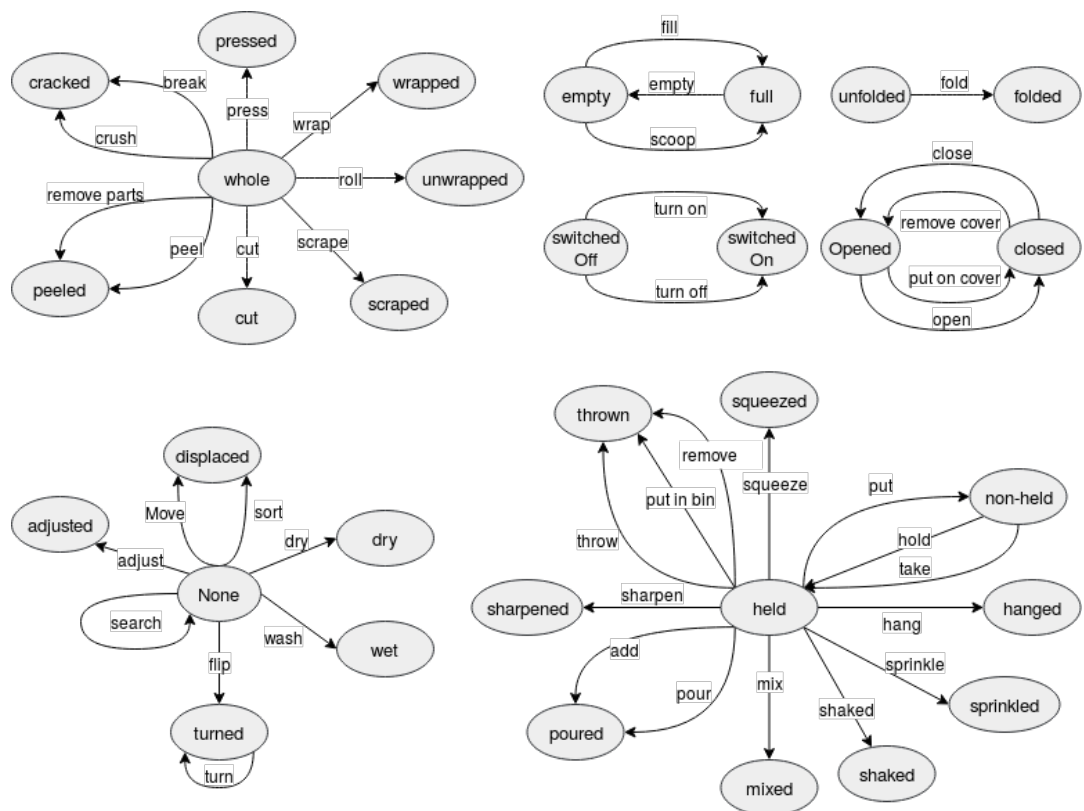 pressed
cracked
break
wrapped
press
wrap
crush
whole
roll
unwrapped
remove parts
peel
cut
scrape
peeled
cut
scraped
fill
empty
empty
full
scoop
unfolded
fold
folded
turn on
switched
Off
switched
On
turn off
close
remove cover
Opened
closed
put on cover
open
displaced
Move
sort
adjusted
adjust
dry
dry
None
search
wash
wet
flip
turned
turn
thrown
squeezed
remove
put in bin
squeeze
throw
put
non-held
hold
take
sharpened
sharpen
held
hanged
hang
add
pour
mix
sprinkle
shaked
sprinkled
poured
mixed
shaked